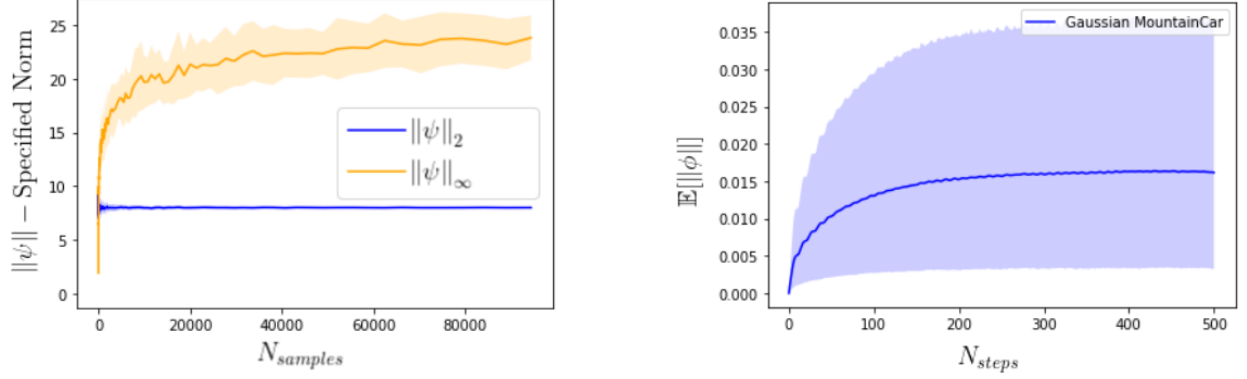 ||ψ|| − Specified Norm
25
20
15
10
5
0
||ψ||₂
||ψ||∞
0 20000 40000 60000 80000
N_samples
𝔼[||ϕ||]
0.035
0.030
0.025
0.020
0.015
0.010
0.005
0.000
Gaussian MountainCar
0 100 200 300 400 500
N_steps